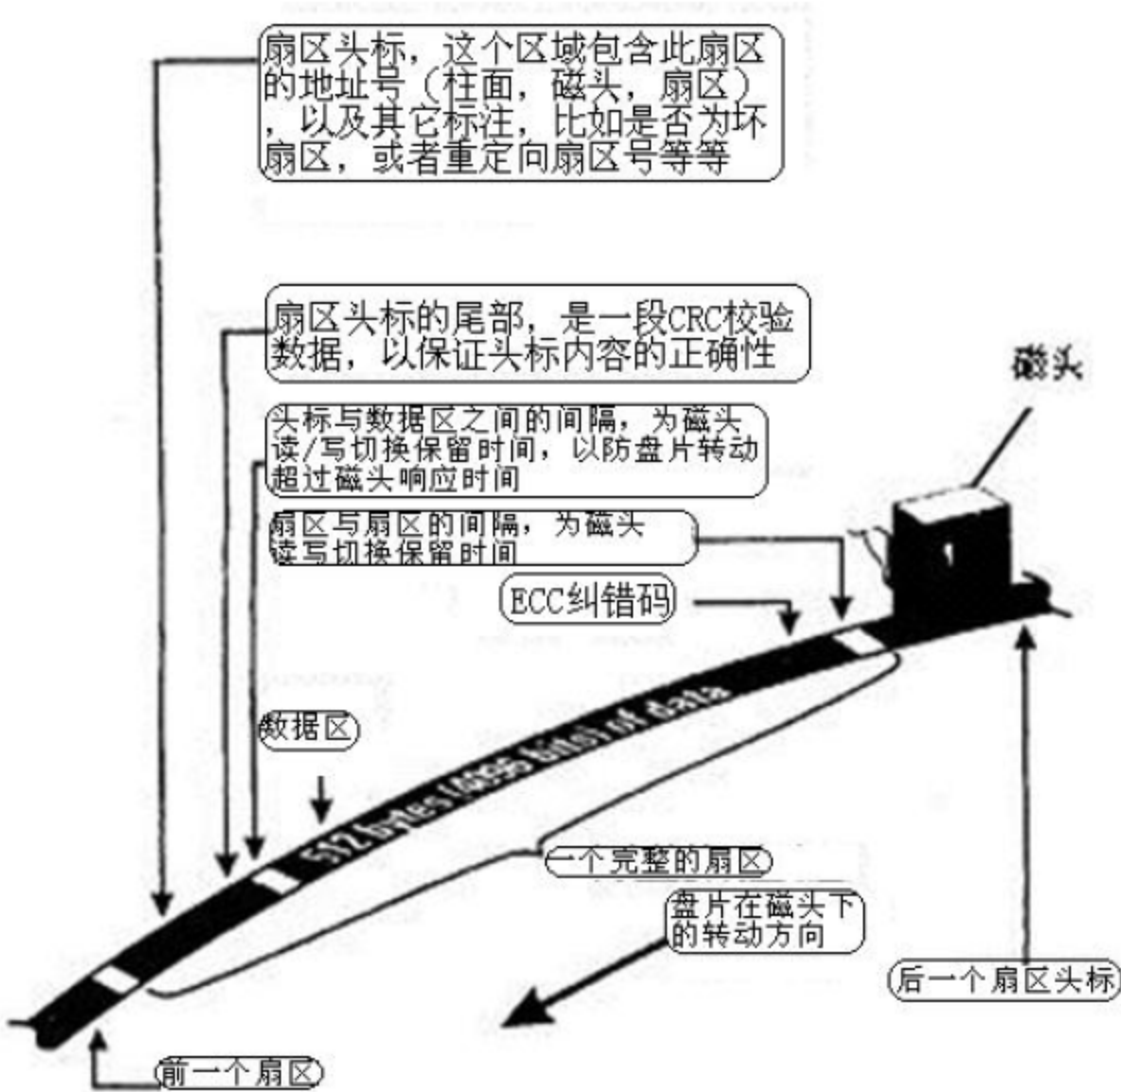 扇区头标，这个区域包含此扇区
的地址号（柱面，磁头，扇区）
，以及其它标注，比如是否为坏
扇区，或者重定向扇区号等等
扇区头标的尾部，是一段CRC校验
数据，以保证头标内容的正确性
磁头
头标与数据区之间的间隔，为磁头
读/写切换保留时间，以防盘片转动
超过磁头响应时间
扇区与扇区的间隔，为磁头
读写切换保留时间
ECC纠错码
数据区
512 bytes (4096 bits) of data
一个完整的扇区
盘片在磁头下
的转动方向
后一个扇区头标
前一个扇区